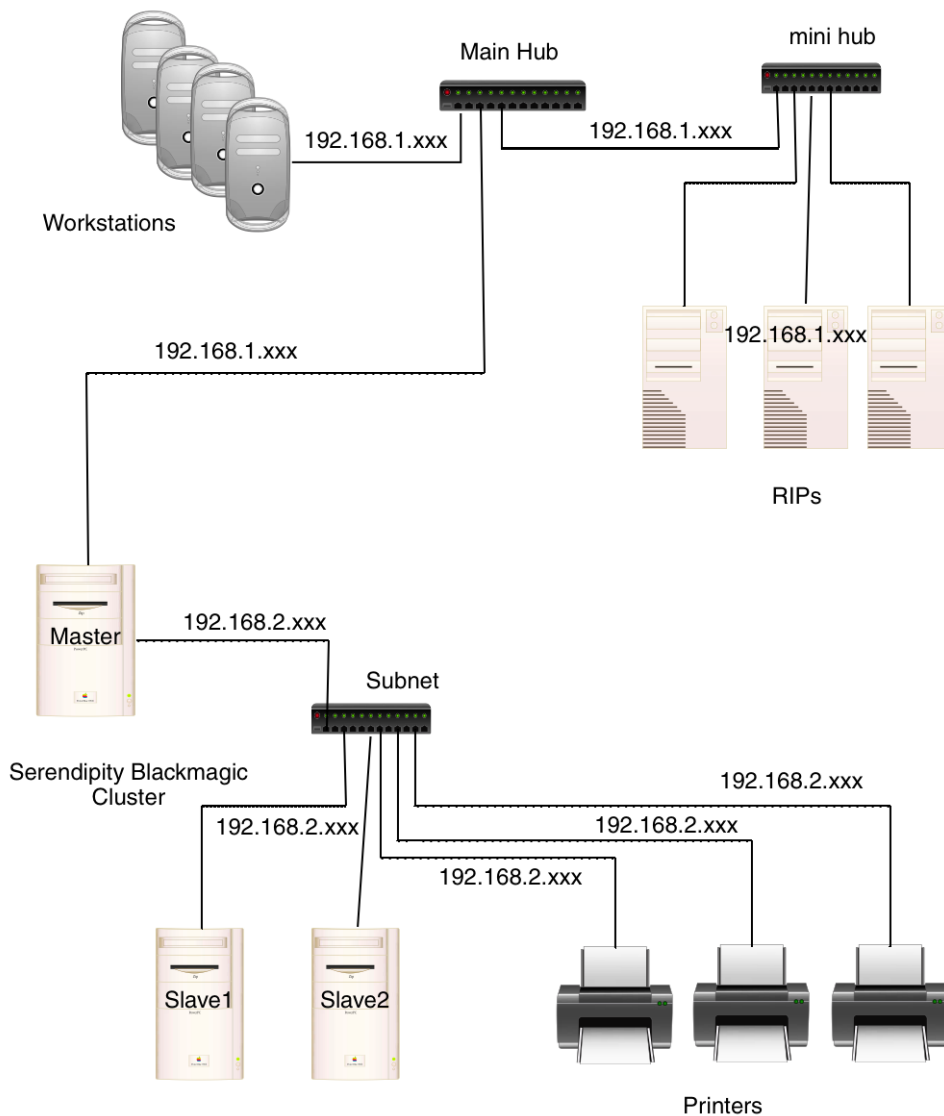 mini hub
Main Hub
192.168.1.xxx
192.168.1.xxx
Workstations
192.168.1.xxx
192.168.1.xxx
RIPs
Master
192.168.2.xxx
Subnet
Serendipity Blackmagic
Cluster
192.168.2.xxx
192.168.2.xxx
192.168.2.xxx
192.168.2.xxx
Slave1
Slave2
Printers